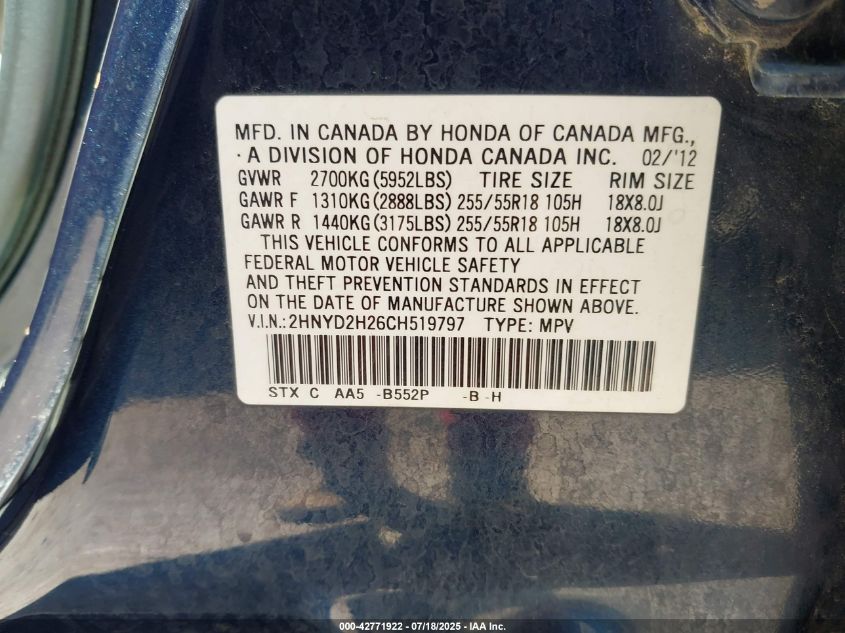 MFD. IN CANADA BY HONDA OF CANADA MFG.,
A DIVISION OF HONDA CANADA INC. 02/'12
GVWR 2700KG(5952LBS) TIRE SIZE RIM SIZE
GAWR F 1310KG(2888LBS) 255/55R18 105H 18X8.0J
GAWR R 1440KG(3175LBS) 255/55R18 105H 18X8.0J
THIS VEHICLE CONFORMS TO ALL APPLICABLE
FEDERAL MOTOR VEHICLE SAFETY
AND THEFT PREVENTION STANDARDS IN EFFECT
ON THE DATE OF MANUFACTURE SHOWN ABOVE.
V.I.N.:2HNYD2H26CH519797 TYPE: MPV
STX C AA5 -B552P -B -H
000-42771922 - 07/18/2025 - IAA Inc.